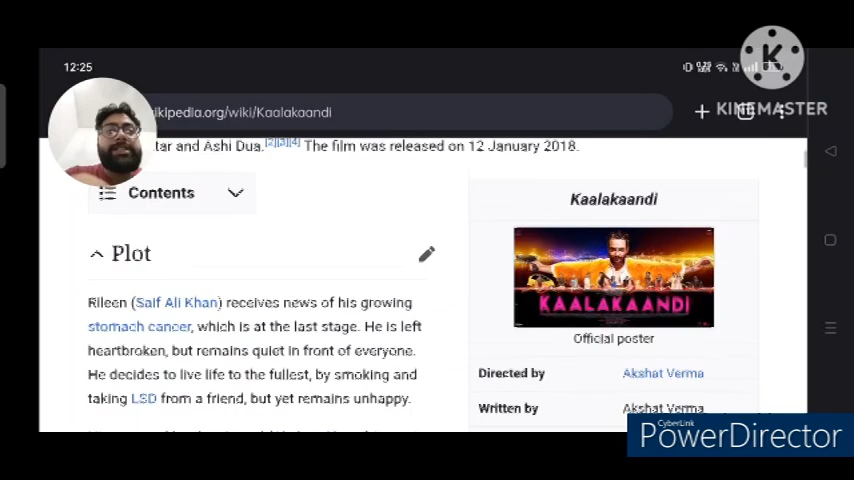 12:25
K
KINEMASTER
ikipedia.org/wiki/Kaalakaandi
tar and Ashi Dua.[2][3][4] The film was released on 12 January 2018.
Contents
Kaalakaandi
Plot
KAALAKAANDI
Official poster
Rileen (Saif Ali Khan) receives news of his growing
stomach cancer, which is at the last stage. He is left
heartbroken, but remains quiet in front of everyone.
He decides to live life to the fullest, by smoking and
taking LSD from a friend, but yet remains unhappy.
Directed by Akshat Verma
Written by Akshat Verma
CyberLink
PowerDirector